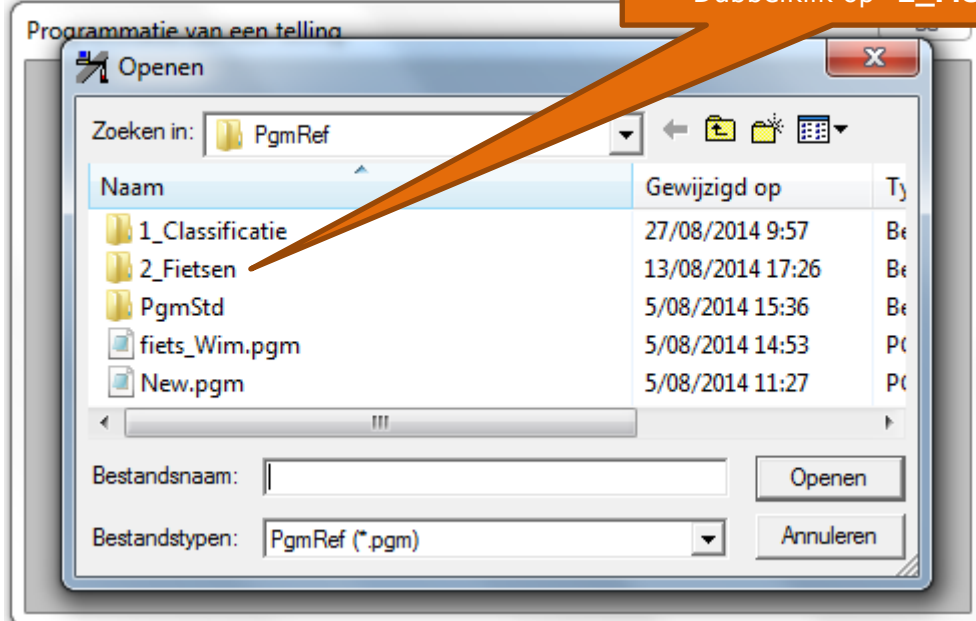 Dubbelklik op
Programmatie van een telling
Openen
Zoeken in: PgmRef
Naam Gewijzigd op
1_Classificatie 27/08/2014 9:57
2_Fietsen 13/08/2014 17:26
PgmStd 5/08/2014 15:36
fiets_Wim.pgm 5/08/2014 14:53
New.pgm 5/08/2014 11:27
Bestandsnaam: Openen
Bestandstypen: PgmRef (*.pgm) Annuleren